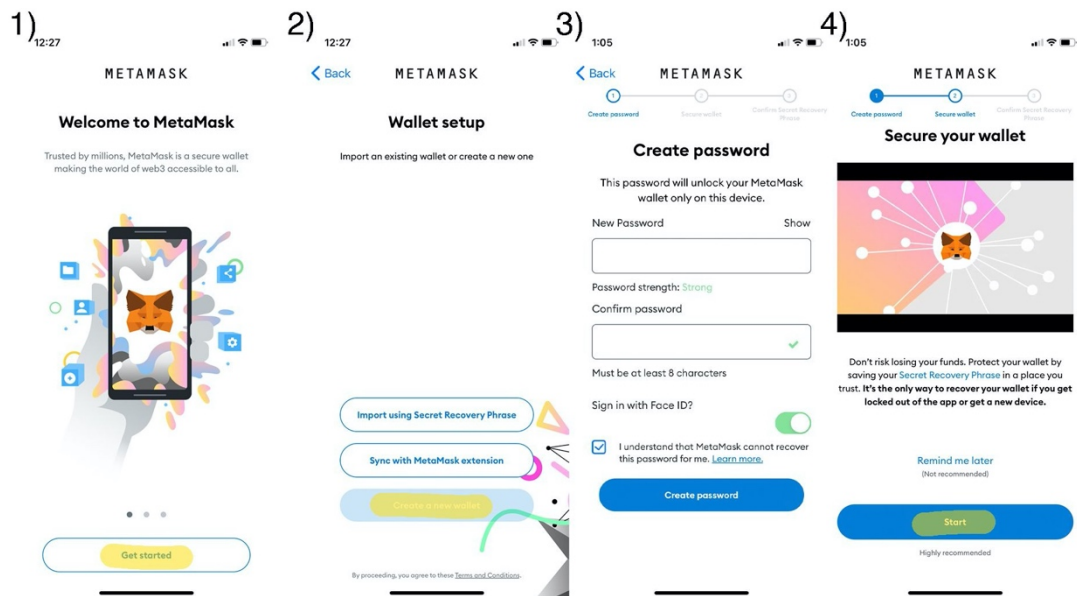 1)
12:27
METAMASK
Welcome to MetaMask
Trusted by millions, MetaMask is a secure wallet
making the world of web3 accessible to all.
Get started
2)
12:27
Back
METAMASK
Wallet setup
Import an existing wallet or create a new one
Import using Secret Recovery Phrase
Sync with MetaMask extension
Create a new wallet
By proceeding, you agree to these Terms and Conditions.
3)
1:05
Back
METAMASK
1
2
3
Create password
Secure wallet
Confirm Secret Recovery
Phrase
Create password
This password will unlock your MetaMask
wallet only on this device.
New Password
Show
Password strength: Strong
Confirm password
Must be at least 8 characters
Sign in with Face ID?
I understand that MetaMask cannot recover
this password for me. Learn more.
Create password
4)
1:05
METAMASK
1
2
3
Create password
Secure wallet
Confirm Secret Recovery
Phrase
Secure your wallet
Don't risk losing your funds. Protect your wallet by
saving your Secret Recovery Phrase in a place you
trust. It's the only way to recover your wallet if you get
locked out of the app or get a new device.
Remind me later
(Not recommended)
Start
Highly recommended